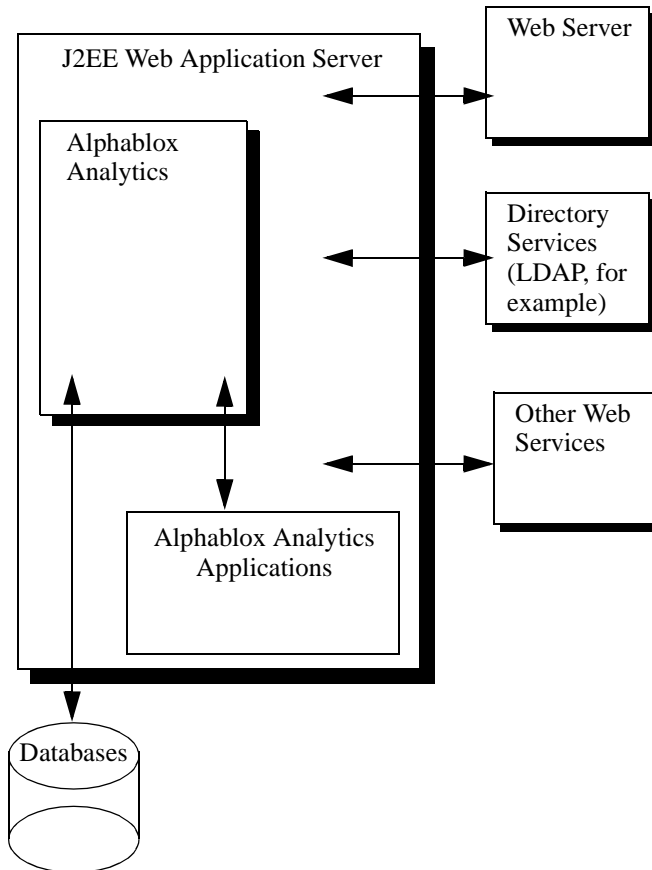 J2EE Web Application Server
Alphablox
Analytics
Alphablox Analytics
Applications
Databases
Web Server
Directory
Services
(LDAP, for
example)
Other Web
Services